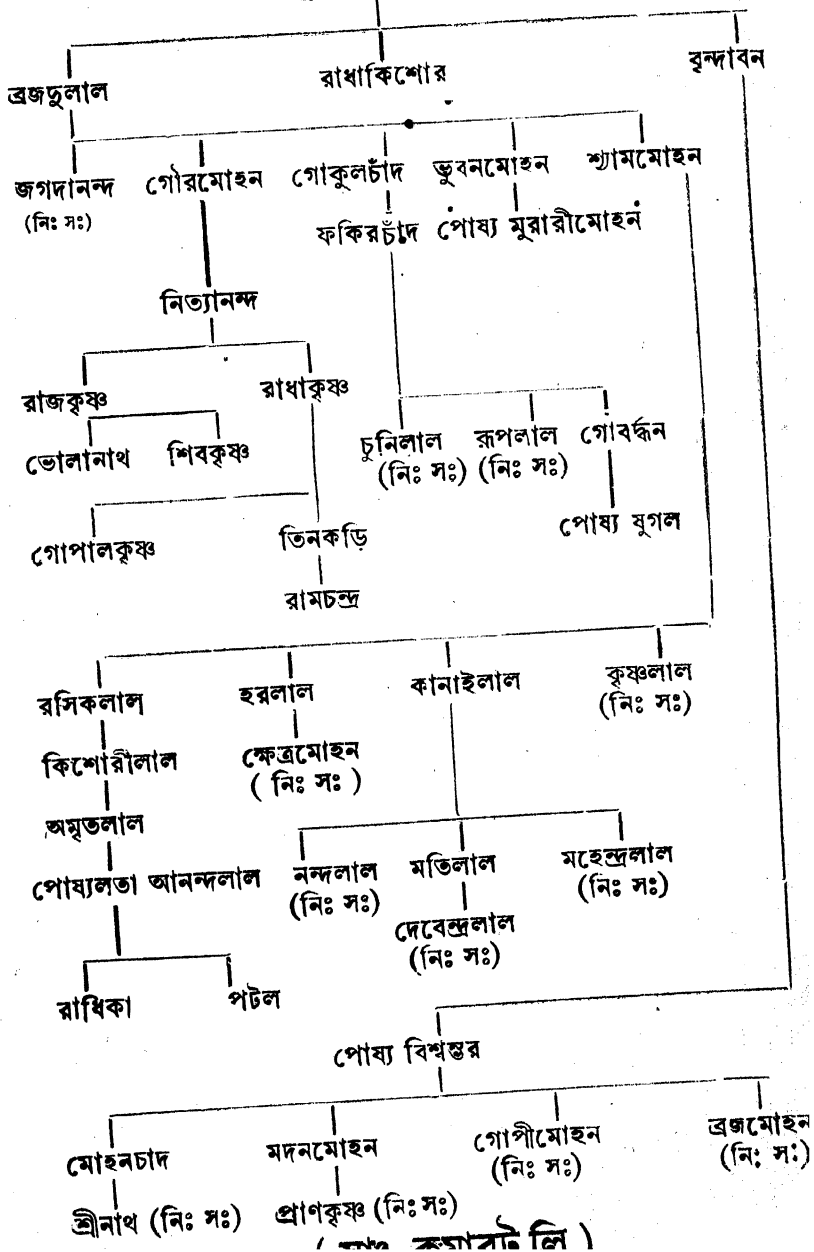 ব্রজদুলাল রাধাকিশোর বৃন্দাবন
জগদানন্দ গৌরমোহন গোকুলচাঁদ ভুবনমোহন শ্যামমোহন
(নিঃ সঃ)
ফকিরচাঁদ পোষ্য মুরারীমোহন
নিত্যানন্দ
রাজকৃষ্ণ রাধাকৃষ্ণ
ভোলানাথ শিবকৃষ্ণ চুনিলাল রূপলাল গোবর্দ্ধন
(নিঃ সঃ) (নিঃ সঃ)
গোপালকৃষ্ণ তিনকড়ি পোষ্য যুগল
রামচন্দ্র
রসিকলাল হরলাল কানাইলাল কৃষ্ণলাল
(নিঃ সঃ)
কিশোরীলাল ক্ষেত্রমোহন
( নিঃ সঃ )
অমৃতলাল
পোষ্যলতা আনন্দলাল নন্দলাল মতিলাল মহেন্দ্রলাল
(নিঃ সঃ) (নিঃ সঃ)
দেবেন্দ্রলাল
(নিঃ সঃ)
রাধিকা পটল
পোষ্য বিশ্বম্ভর
মোহনচাদ মদনমোহন গোপীমোহন ব্রজমোহন
(নিঃ সঃ) (নিঃ সঃ)
শ্রীনাথ (নিঃ সঃ) প্রাণকৃষ্ণ (নিঃ সঃ)